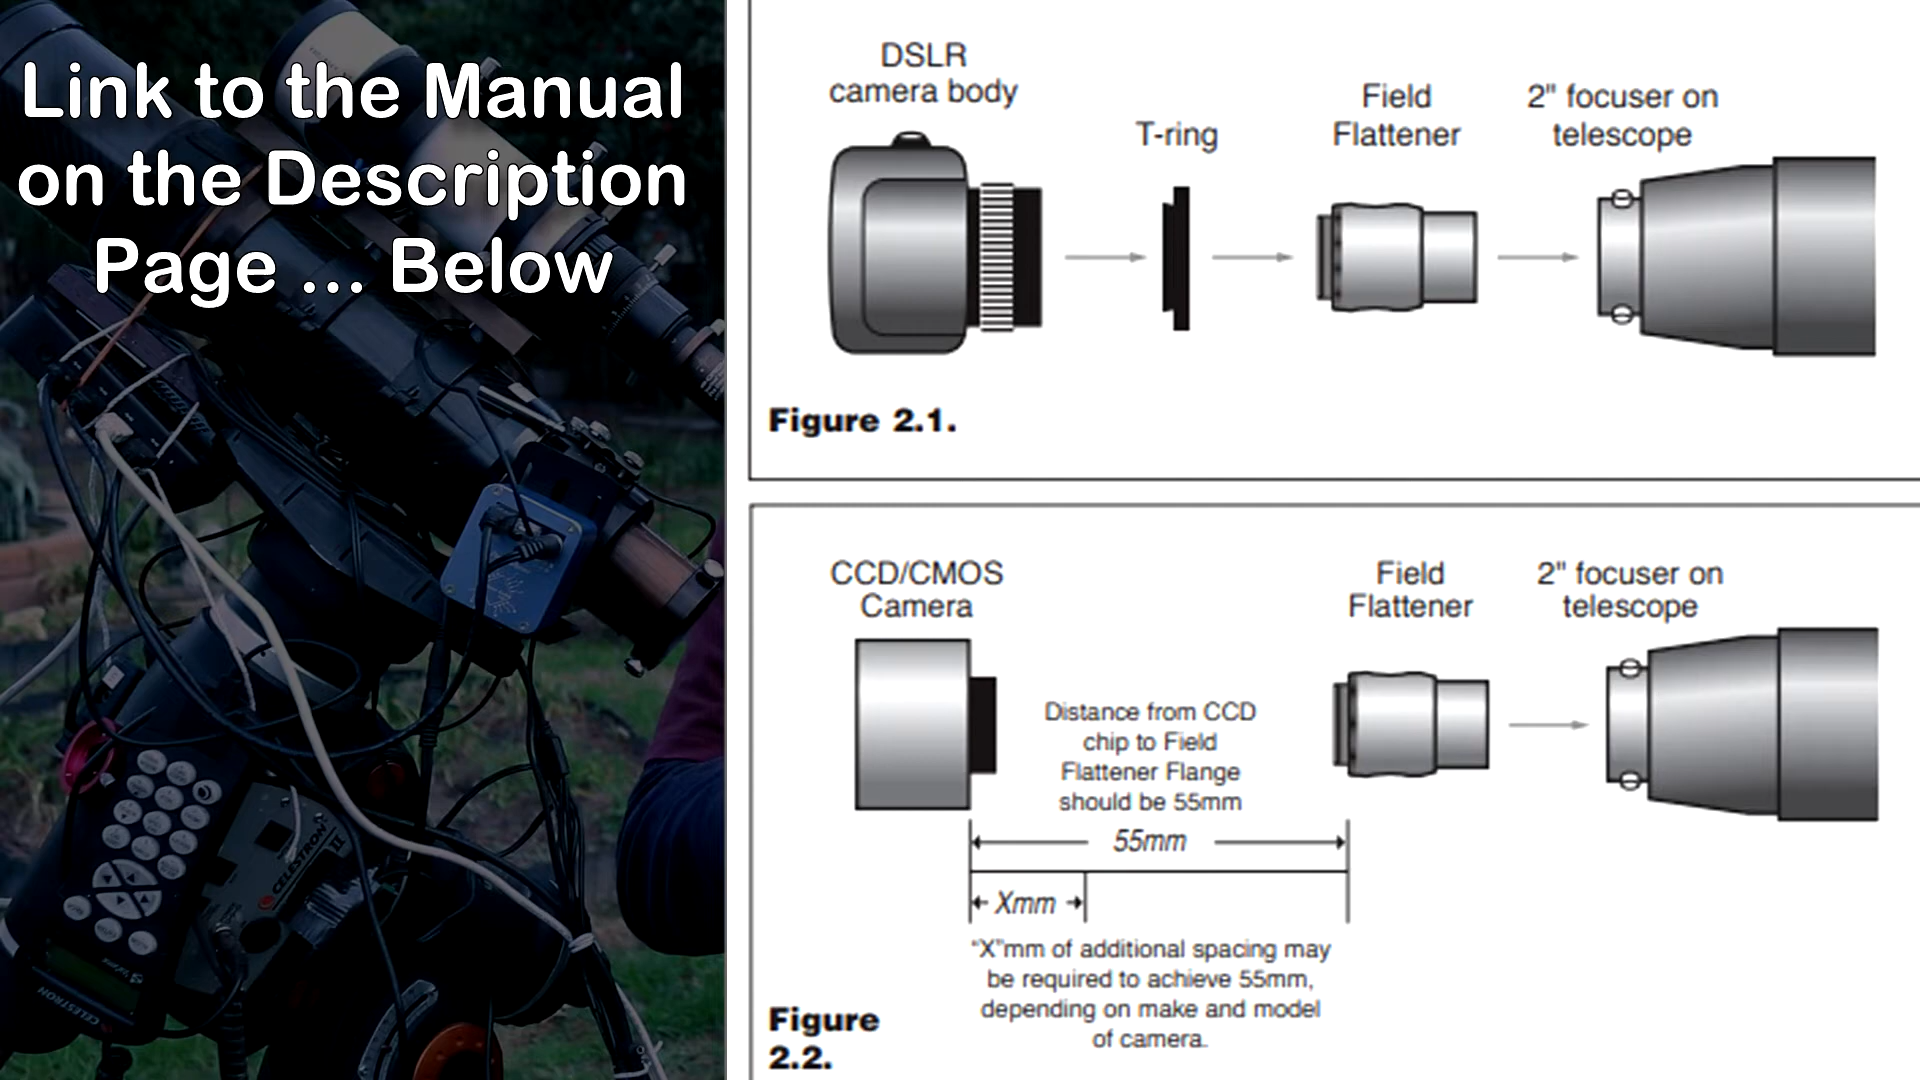 Link to the Manual
on the Description
Page ... Below
DSLR
camera body
T-ring
Field
Flattener
2" focuser on
telescope
Figure 2.1.
CCD/CMOS
Camera
Field
Flattener
2" focuser on
telescope
Distance from CCD
chip to Field
Flattener Flange
should be 55mm
55mm
Xmm
"X"mm of additional spacing may
be required to achieve 55mm,
depending on make and model
of camera.
Figure
2.2.
CELESTRON
II
CELESTRON